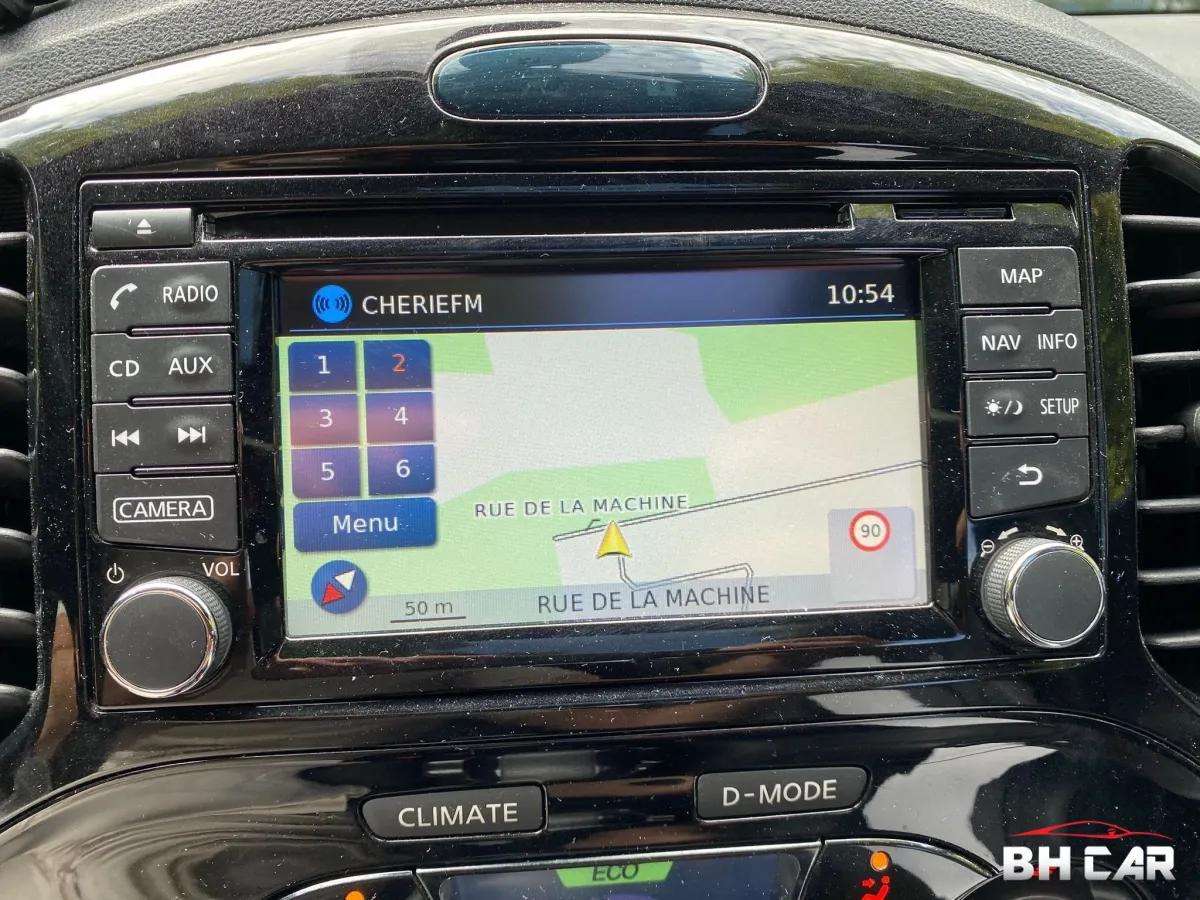 CHERIEFM
10:54
RADIO
CD AUX
CAMERA
VOL
1 2
3 4
5 6
Menu
RUE DE LA MACHINE
90
50 m
RUE DE LA MACHINE
MAP
NAV INFO
SETUP
CLIMATE
D-MODE
ECO
BH CAR